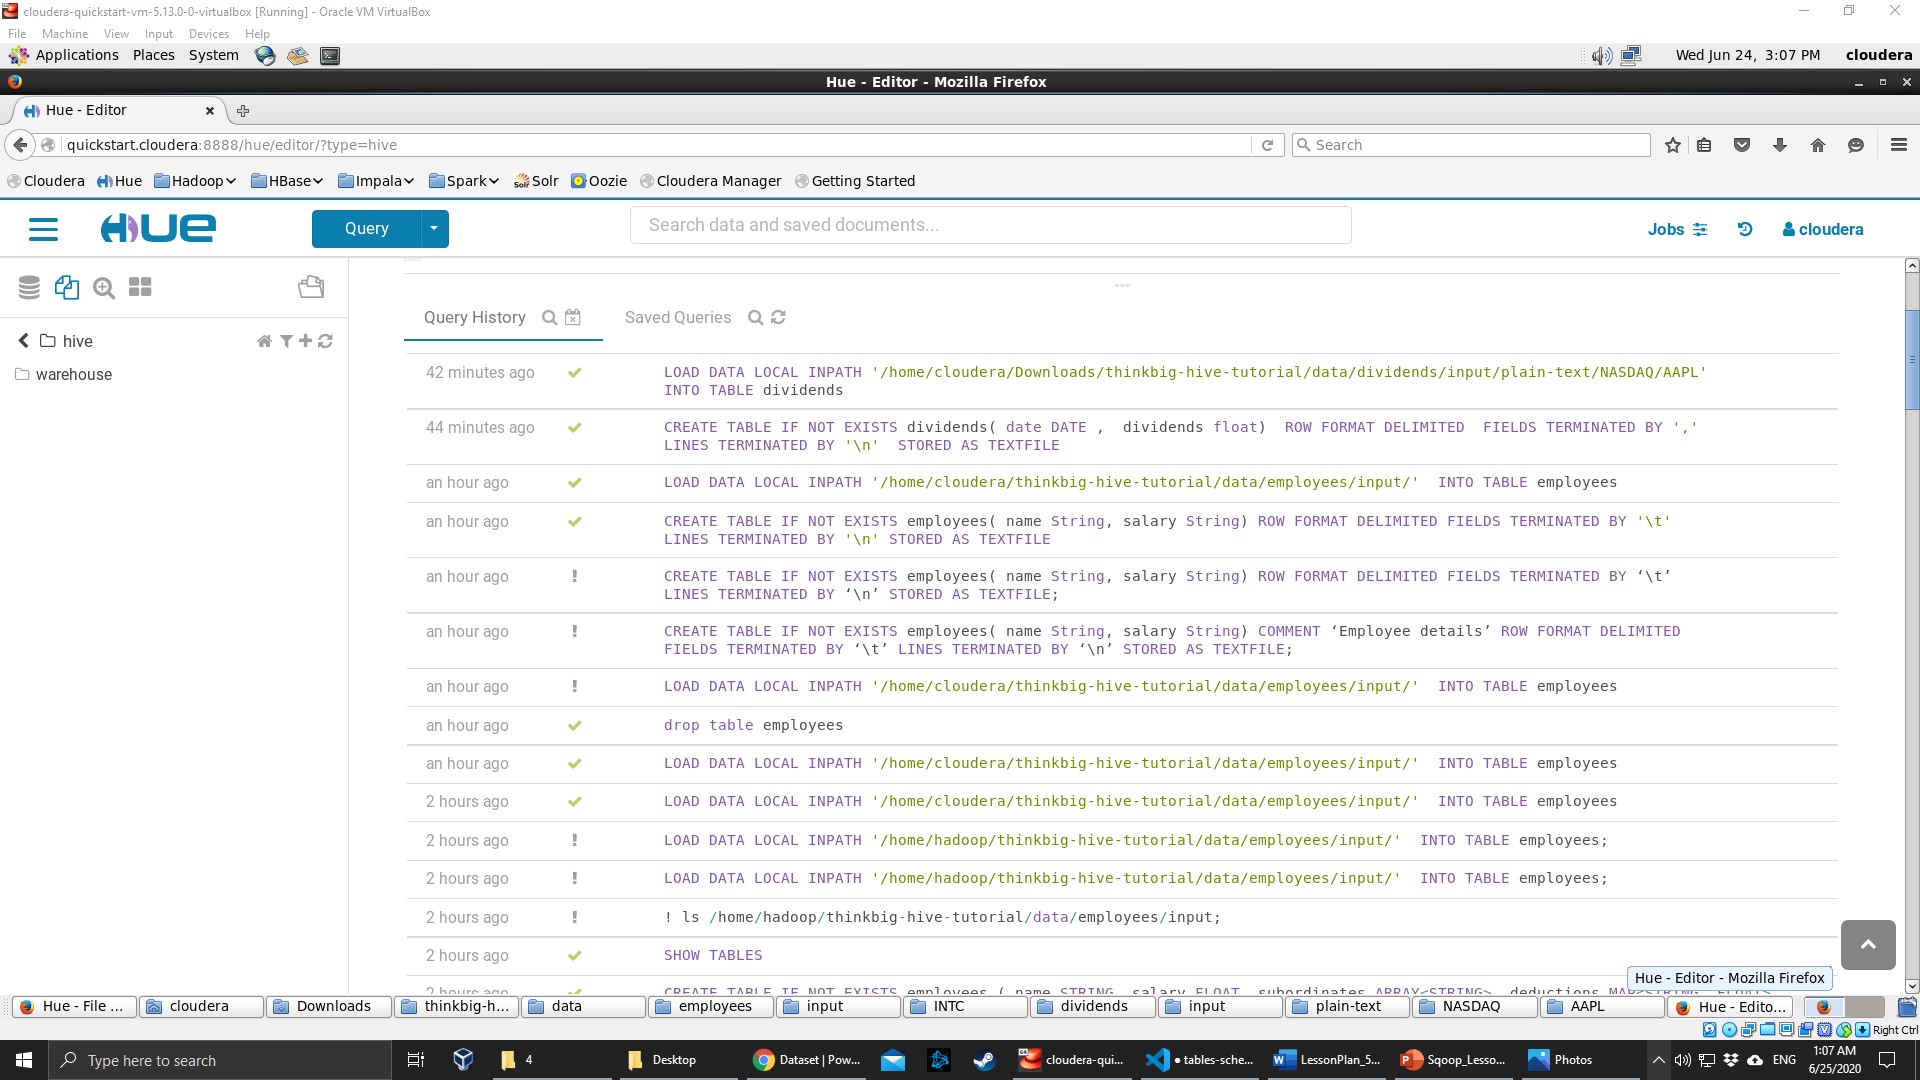 cloudera-quickstart-vm-5.13.0-0-virtualbox [Running] - Oracle VM VirtualBox
File Machine View Input Devices Help
Applications Places System Wed Jun 24, 3:07 PM cloudera
Hue - Editor - Mozilla Firefox
Hue - Editor
quickstart.cloudera:8888/hue/editor/?type=hive Search
Cloudera Hue Hadoop HBase Impala Spark Solr Oozie Cloudera Manager Getting Started
HUE Query Search data and saved documents... Jobs cloudera
Query History Saved Queries
hive
warehouse
42 minutes ago LOAD DATA LOCAL INPATH '/home/cloudera/Downloads/thinkbig-hive-tutorial/data/dividends/input/plain-text/NASDAQ/AAPL'
INTO TABLE dividends
44 minutes ago CREATE TABLE IF NOT EXISTS dividends( date DATE , dividends float) ROW FORMAT DELIMITED FIELDS TERMINATED BY ','
LINES TERMINATED BY '\n' STORED AS TEXTFILE
an hour ago LOAD DATA LOCAL INPATH '/home/cloudera/thinkbig-hive-tutorial/data/employees/input/' INTO TABLE employees
an hour ago CREATE TABLE IF NOT EXISTS employees( name String, salary String) ROW FORMAT DELIMITED FIELDS TERMINATED BY '\t'
LINES TERMINATED BY '\n' STORED AS TEXTFILE
an hour ago ! CREATE TABLE IF NOT EXISTS employees( name String, salary String) ROW FORMAT DELIMITED FIELDS TERMINATED BY ‘\t’
LINES TERMINATED BY ‘\n’ STORED AS TEXTFILE;
an hour ago ! CREATE TABLE IF NOT EXISTS employees( name String, salary String) COMMENT ‘Employee details’ ROW FORMAT DELIMITED
FIELDS TERMINATED BY ‘\t’ LINES TERMINATED BY ‘\n’ STORED AS TEXTFILE;
an hour ago ! LOAD DATA LOCAL INPATH '/home/cloudera/thinkbig-hive-tutorial/data/employees/input/' INTO TABLE employees
an hour ago drop table employees
an hour ago LOAD DATA LOCAL INPATH '/home/cloudera/thinkbig-hive-tutorial/data/employees/input/' INTO TABLE employees
2 hours ago LOAD DATA LOCAL INPATH '/home/cloudera/thinkbig-hive-tutorial/data/employees/input/' INTO TABLE employees
2 hours ago ! LOAD DATA LOCAL INPATH '/home/hadoop/thinkbig-hive-tutorial/data/employees/input/' INTO TABLE employees;
2 hours ago ! LOAD DATA LOCAL INPATH '/home/hadoop/thinkbig-hive-tutorial/data/employees/input/' INTO TABLE employees;
2 hours ago ! ! ls /home/hadoop/thinkbig-hive-tutorial/data/employees/input;
2 hours ago SHOW TABLES
Hue - Editor - Mozilla Firefox
2 hours ago CREATE TABLE IF NOT EXISTS employees ( name STRING, salary FLOAT, subordinates ARRAY<STRING>, deductions MAP<STRING, FLOAT>,
Hue - File ... cloudera Downloads thinkbig-h... data employees input INTC dividends input plain-text NASDAQ AAPL Hue - Edito...
Right Ctrl
Type here to search 4 Desktop Dataset | Pow... cloudera-qui... • tables-sche... LessonPlan_5... Sqoop_Lesso... Photos ENG 1:07 AM
6/25/2020